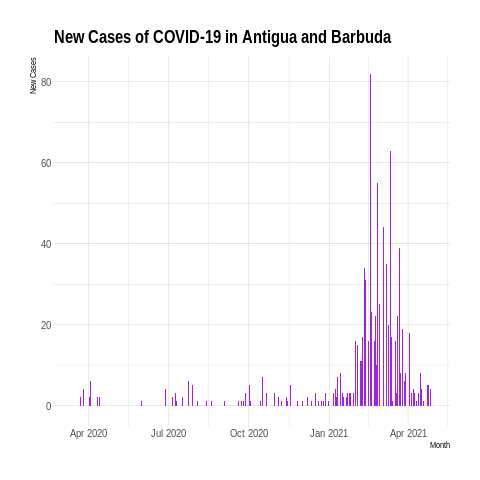 New Cases of COVID-19 in Antigua and Barbuda
New Cases
80
60
40
20
0
Apr 2020
Jul 2020
Oct 2020
Jan 2021
Apr 2021
Month